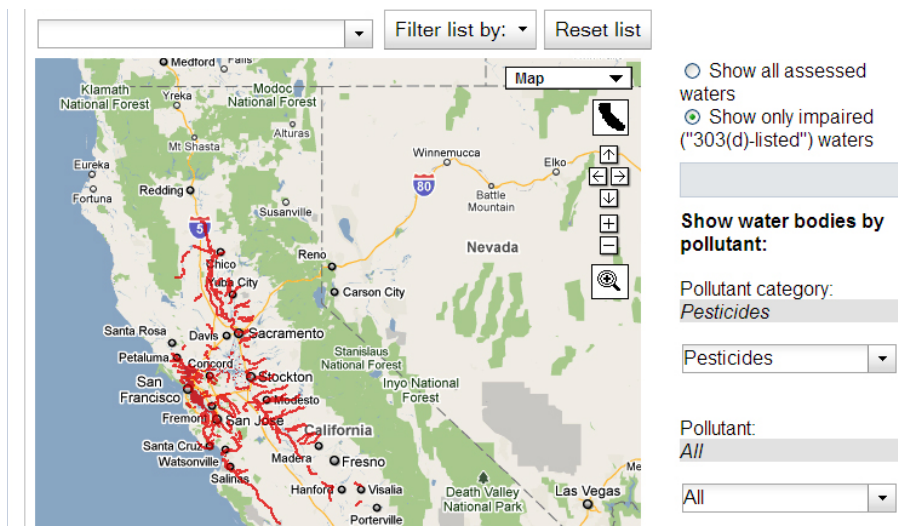 Filter list by:
Reset list
Medford
Falls
Map
Klamath
National Forest
Yreka
Modoc
National Forest
Mt Shasta
Alturas
Eureka
Fortuna
Redding
Winnemucca
Elko
80
Battle
Mountain
Susanville
5
Chico
Reno
Nevada
Yuba City
Carson City
Santa Rosa
Davis
Sacramento
Petaluma
Concord
Stanislaus
National Forest
San
Francisco
Stockton
Inyo National
Forest
Modesto
Fremont
San Jose
California
Santa Cruz
Watsonville
Madera
Fresno
Salinas
Hanford
Visalia
Death Valley
National Park
Las Vegas
Me
Porterville
Show all assessed
waters
Show only impaired
("303(d)-listed") waters
Show water bodies by
pollutant:
Pollutant category:
Pesticides
Pesticides
Pollutant:
All
All